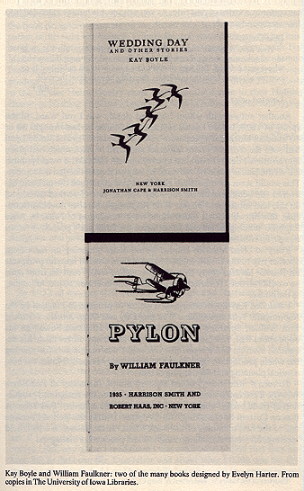 WEDDING DAY
AND OTHER STORIES
KAY BOYLE
NEW YORK
JONATHAN CAPE & HARRISON SMITH
PYLON
By WILLIAM FAULKNER
1935 · HARRISON SMITH AND
ROBERT HAAS, INC · NEW YORK
Kay Boyle and William Faulkner: two of the many books designed by Evelyn Harter. From
copies in The University of Iowa Libraries.